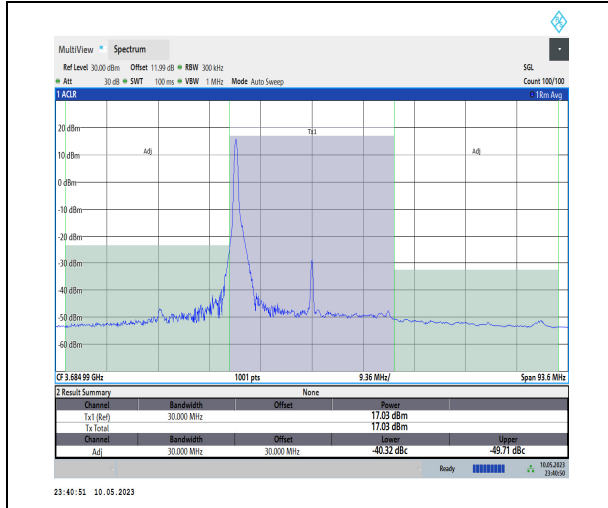 MultiView Spectrum
Ref Level 30.00 dBm Offset 11.99 dB RBW 300 kHz SGL
Att 30 dB SWT 100 ms VBW 1 MHz Mode Auto Sweep Count 100/100
1 ACLR 1Rm Avg
20 dBm
Tx1
10 dBm
Adj Adj
0 dBm
-10 dBm
-20 dBm
-30 dBm
-40 dBm
-50 dBm
-60 dBm
CF 3.68499 GHz 1001 pts 9.36 MHz/ Span 93.6 MHz
2 Result Summary None
Channel Bandwidth Offset Power
Tx1 (Ref) 30.000 MHz 17.03 dBm
Tx Total 17.03 dBm
Channel Bandwidth Offset Lower Upper
Adj 30.000 MHz 30.000 MHz -40.32 dBc -49.71 dBc
Ready 10.05.2023
23:40:50
23:40:51 10.05.2023